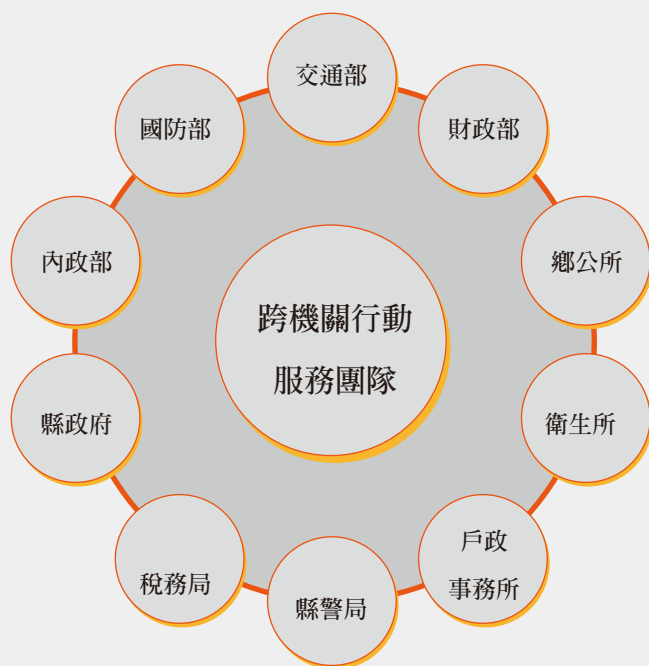 交通部
財政部
鄉公所
衛生所
戶政
事務所
縣警局
稅務局
縣政府
內政部
國防部
跨機關行動
服務團隊